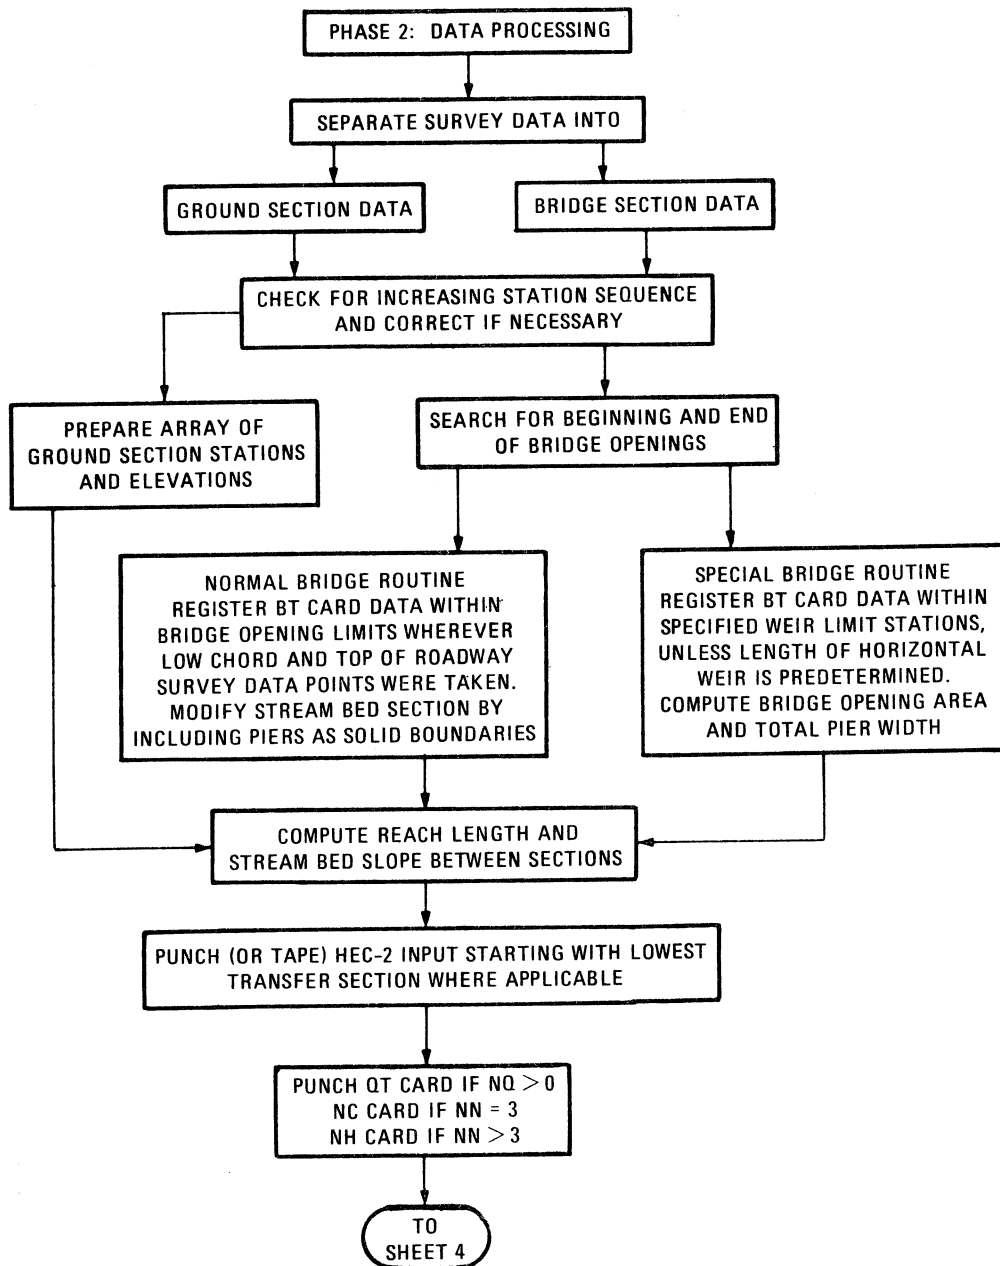 PHASE 2: DATA PROCESSING
SEPARATE SURVEY DATA INTO
GROUND SECTION DATA
BRIDGE SECTION DATA
CHECK FOR INCREASING STATION SEQUENCE
AND CORRECT IF NECESSARY
PREPARE ARRAY OF
GROUND SECTION STATIONS
AND ELEVATIONS
SEARCH FOR BEGINNING AND END
OF BRIDGE OPENINGS
NORMAL BRIDGE ROUTINE
REGISTER BT CARD DATA WITHIN
BRIDGE OPENING LIMITS WHEREVER
LOW CHORD AND TOP OF ROADWAY
SURVEY DATA POINTS WERE TAKEN.
MODIFY STREAM BED SECTION BY
INCLUDING PIERS AS SOLID BOUNDARIES
SPECIAL BRIDGE ROUTINE
REGISTER BT CARD DATA WITHIN
SPECIFIED WEIR LIMIT STATIONS,
UNLESS LENGTH OF HORIZONTAL
WEIR IS PREDETERMINED.
COMPUTE BRIDGE OPENING AREA
AND TOTAL PIER WIDTH
COMPUTE REACH LENGTH AND
STREAM BED SLOPE BETWEEN SECTIONS
PUNCH (OR TAPE) HEC-2 INPUT STARTING WITH LOWEST
TRANSFER SECTION WHERE APPLICABLE
PUNCH QT CARD IF NQ > 0
NC CARD IF NN = 3
NH CARD IF NN > 3
TO
SHEET 4